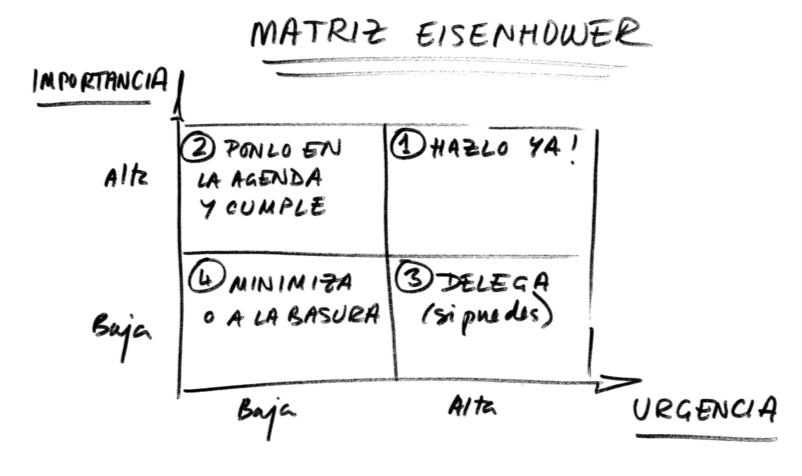 MATRIZ EISENHOWER
IMPORTANCIA
Alta
② PONLO EN
LA AGENDA
Y CUMPLE
① HAZLO YA!
Baja
④ MINIMIZA
O A LA BASURA
③ DELEGA
(si puedes)
Baja
Alta
URGENCIA